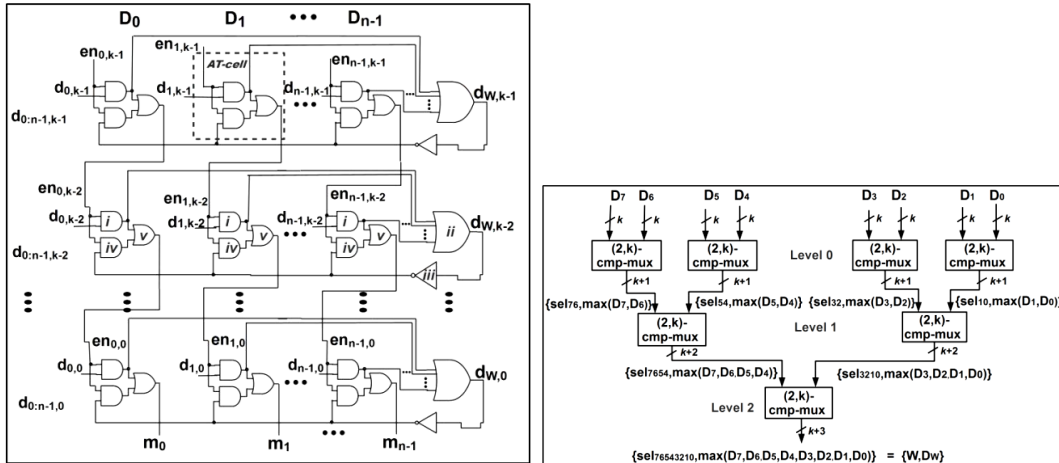 D0 D1 ••• Dn-1
en0,k-1 en1,k-1 AT-cell enn-1,k-1
d0,k-1 d1,k-1 dn-1,k-1 dW,k-1
d0:n-1,k-1
en0,k-2 en1,k-2 enn-1,k-2
d0,k-2 i d1,k-2 i dn-1,k-2 i ii dW,k-2
iv v iv v iv v
d0:n-1,k-2 iii
en0,0 en1,0 enn-1,0
d0,0 d1,0 dn-1,0 dW,0
d0:n-1,0
m0 m1 ••• mn-1
D7 D6 D5 D4 D3 D2 D1 D0
k k k k k k k k
(2,k)-cmp-mux (2,k)-cmp-mux Level 0 (2,k)-cmp-mux (2,k)-cmp-mux
k+1 k+1 k+1 k+1
{sel76,max(D7,D6)} {sel54,max(D5,D4)} {sel32,max(D3,D2)} {sel10,max(D1,D0)}
(2,k)-cmp-mux Level 1 (2,k)-cmp-mux
k+2 k+2
{sel7654,max(D7,D6,D5,D4)} {sel3210,max(D3,D2,D1,D0)}
Level 2 (2,k)-cmp-mux
k+3
{sel76543210,max(D7,D6,D5,D4,D3,D2,D1,D0)} = {W,DW}